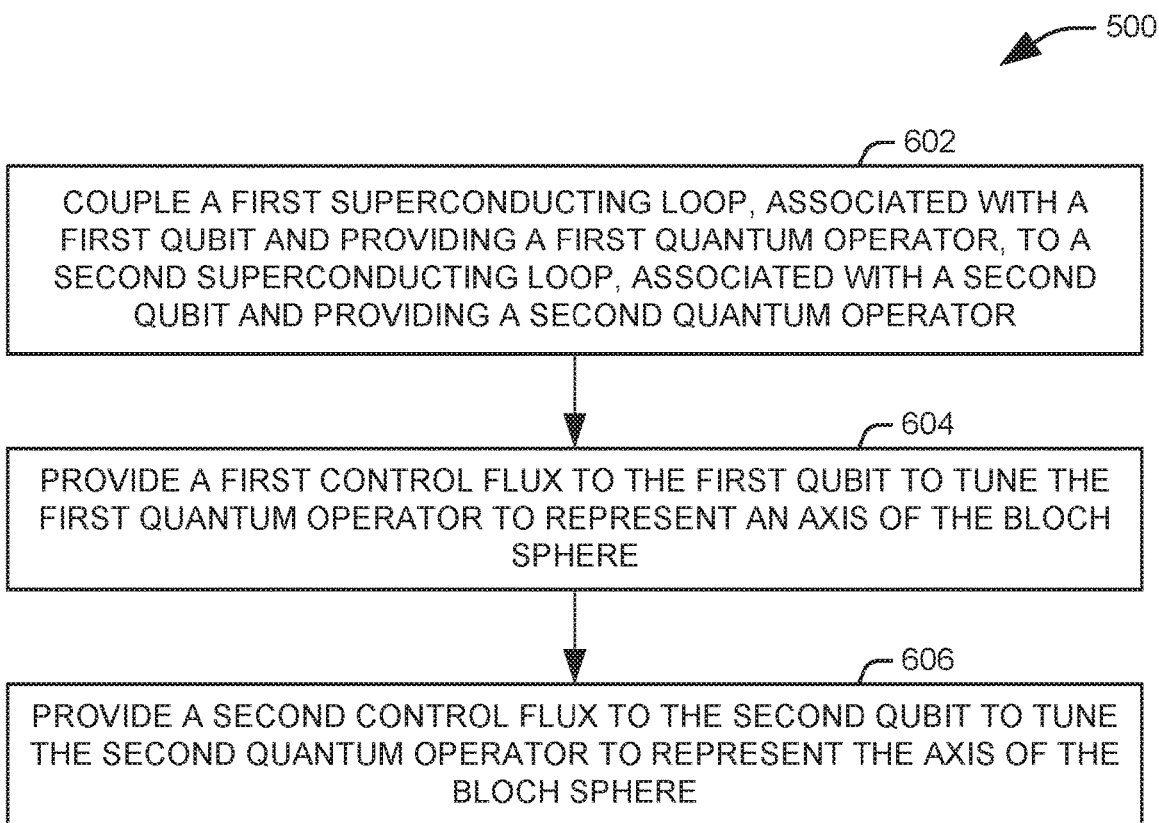 500
602
COUPLE A FIRST SUPERCONDUCTING LOOP, ASSOCIATED WITH A
FIRST QUBIT AND PROVIDING A FIRST QUANTUM OPERATOR, TO A
SECOND SUPERCONDUCTING LOOP, ASSOCIATED WITH A SECOND
QUBIT AND PROVIDING A SECOND QUANTUM OPERATOR
604
PROVIDE A FIRST CONTROL FLUX TO THE FIRST QUBIT TO TUNE THE
FIRST QUANTUM OPERATOR TO REPRESENT AN AXIS OF THE BLOCH
SPHERE
606
PROVIDE A SECOND CONTROL FLUX TO THE SECOND QUBIT TO TUNE
THE SECOND QUANTUM OPERATOR TO REPRESENT THE AXIS OF THE
BLOCH SPHERE